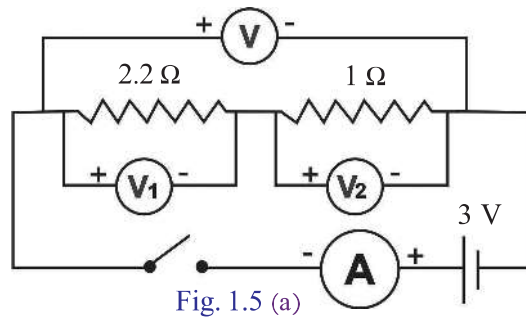 + V -
2.2 Ω 1 Ω
+ V1 - + V2 -
3 V
- A +
Fig. 1.5 (a)